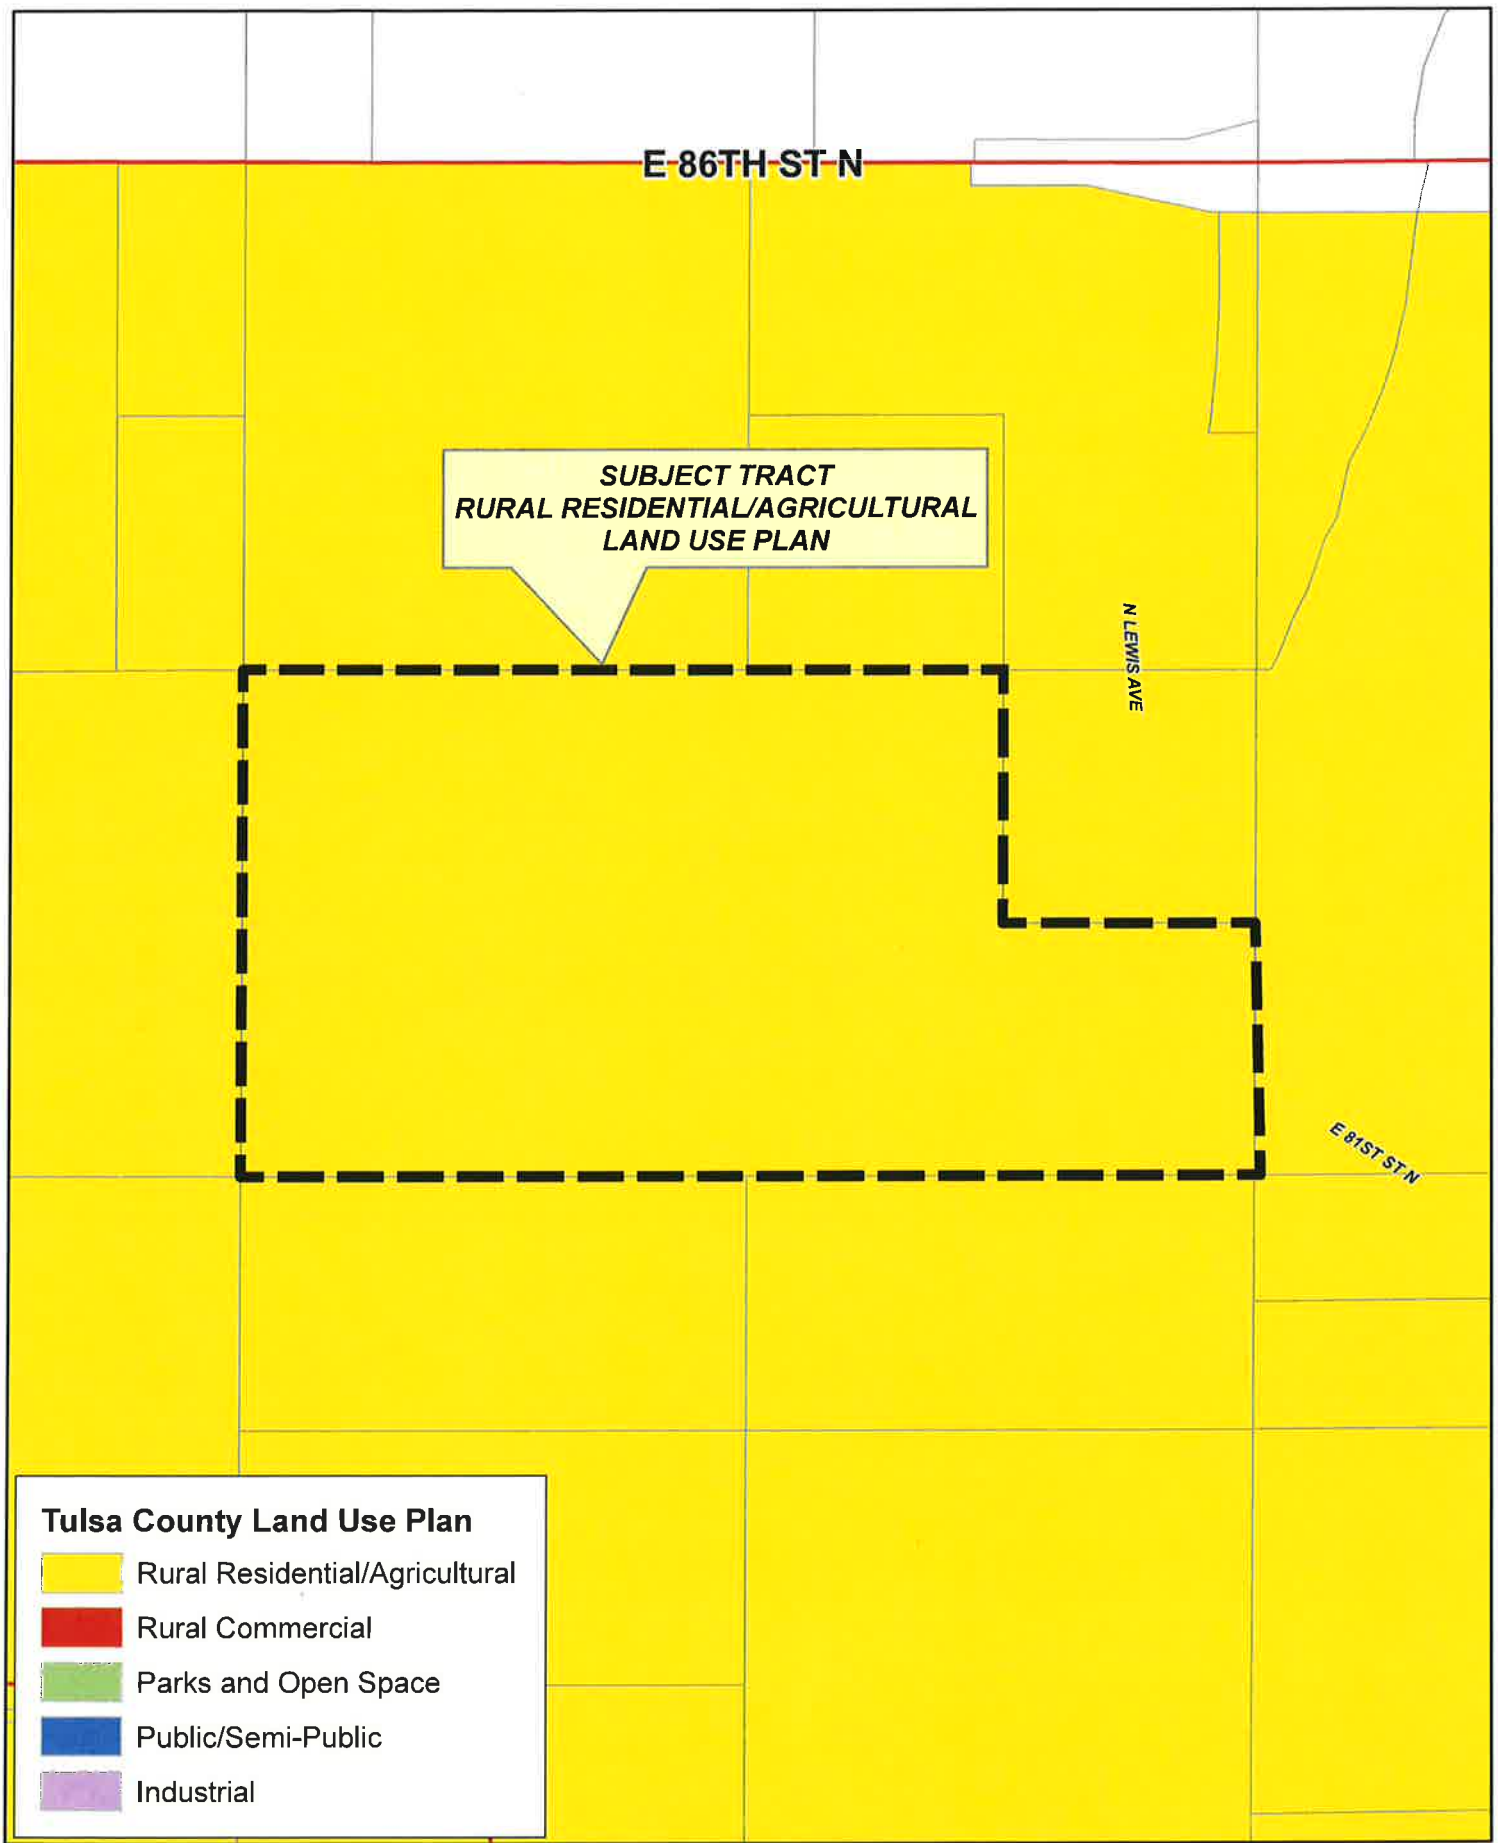 E 86TH ST N
SUBJECT TRACT
RURAL RESIDENTIAL/AGRICULTURAL
LAND USE PLAN
N LEWIS AVE
E 81ST ST N
Tulsa County Land Use Plan
Rural Residential/Agricultural
Rural Commercial
Parks and Open Space
Public/Semi-Public
Industrial